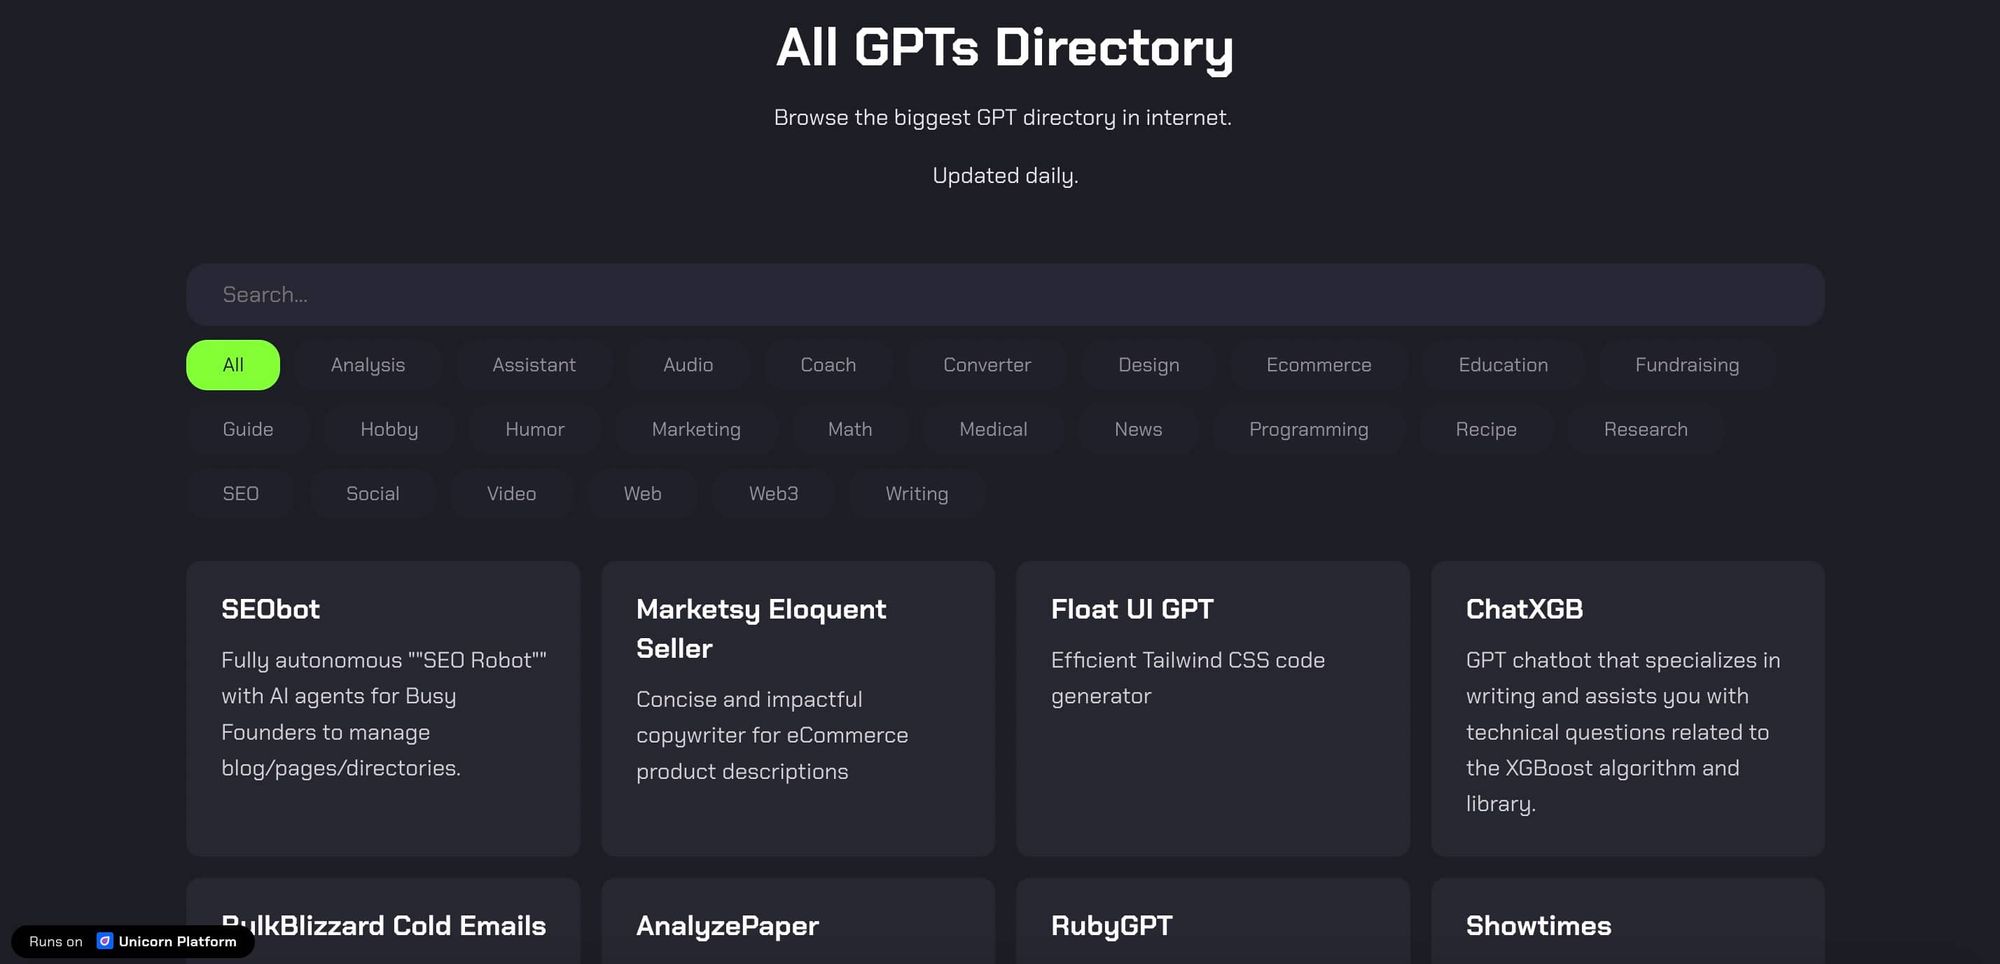 All GPTs Directory
Browse the biggest GPT directory in internet.
Updated daily.
Search...
All Analysis Assistant Audio Coach Converter Design Ecommerce Education Fundraising
Guide Hobby Humor Marketing Math Medical News Programming Recipe Research
SEO Social Video Web Web3 Writing
SEObot
Fully autonomous ""SEO Robot""
with AI agents for Busy
Founders to manage
blog/pages/directories.
Marketsy Eloquent
Seller
Concise and impactful
copywriter for eCommerce
product descriptions
Float UI GPT
Efficient Tailwind CSS code
generator
ChatXGB
GPT chatbot that specializes in
writing and assists you with
technical questions related to
the XGBoost algorithm and
library.
BulkBlizzard Cold Emails
AnalyzePaper
RubyGPT
Showtimes
Runs on Unicorn Platform